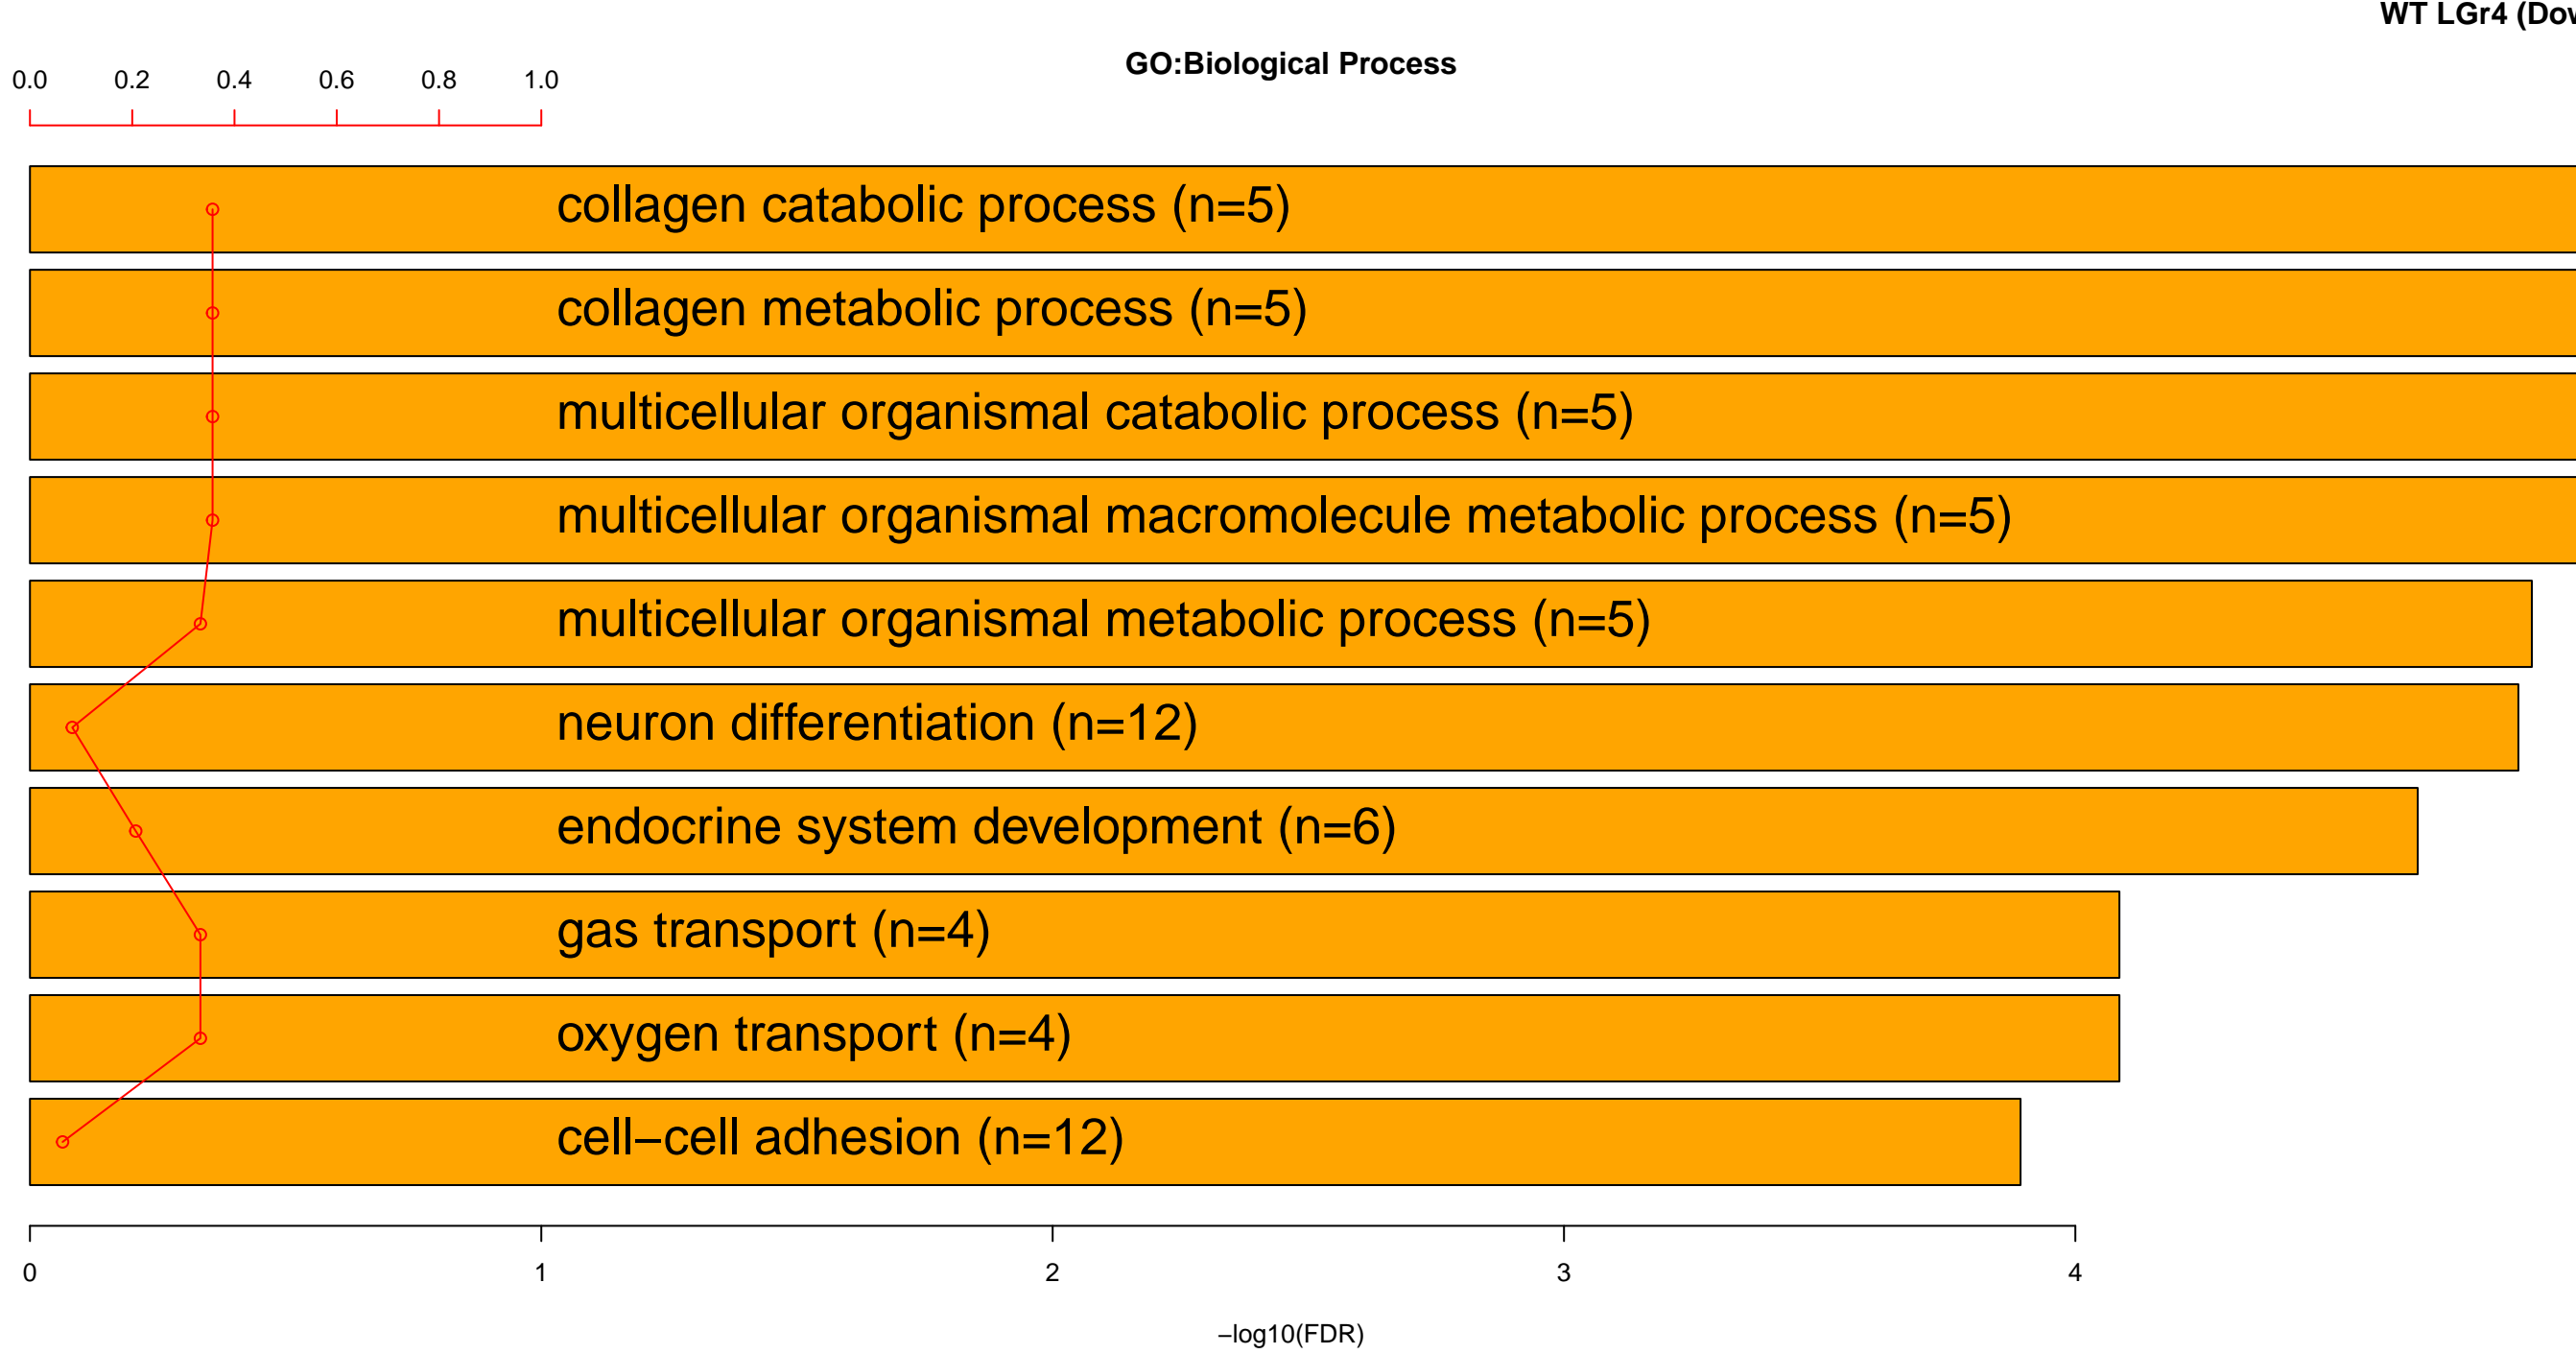 WT LGr4 (Dow
GO:Biological Process
0.0 0.2 0.4 0.6 0.8 1.0
collagen catabolic process (n=5)
collagen metabolic process (n=5)
multicellular organismal catabolic process (n=5)
multicellular organismal macromolecule metabolic process (n=5)
multicellular organismal metabolic process (n=5)
neuron differentiation (n=12)
endocrine system development (n=6)
gas transport (n=4)
oxygen transport (n=4)
cell−cell adhesion (n=12)
0 1 2 3 4
−log10(FDR)